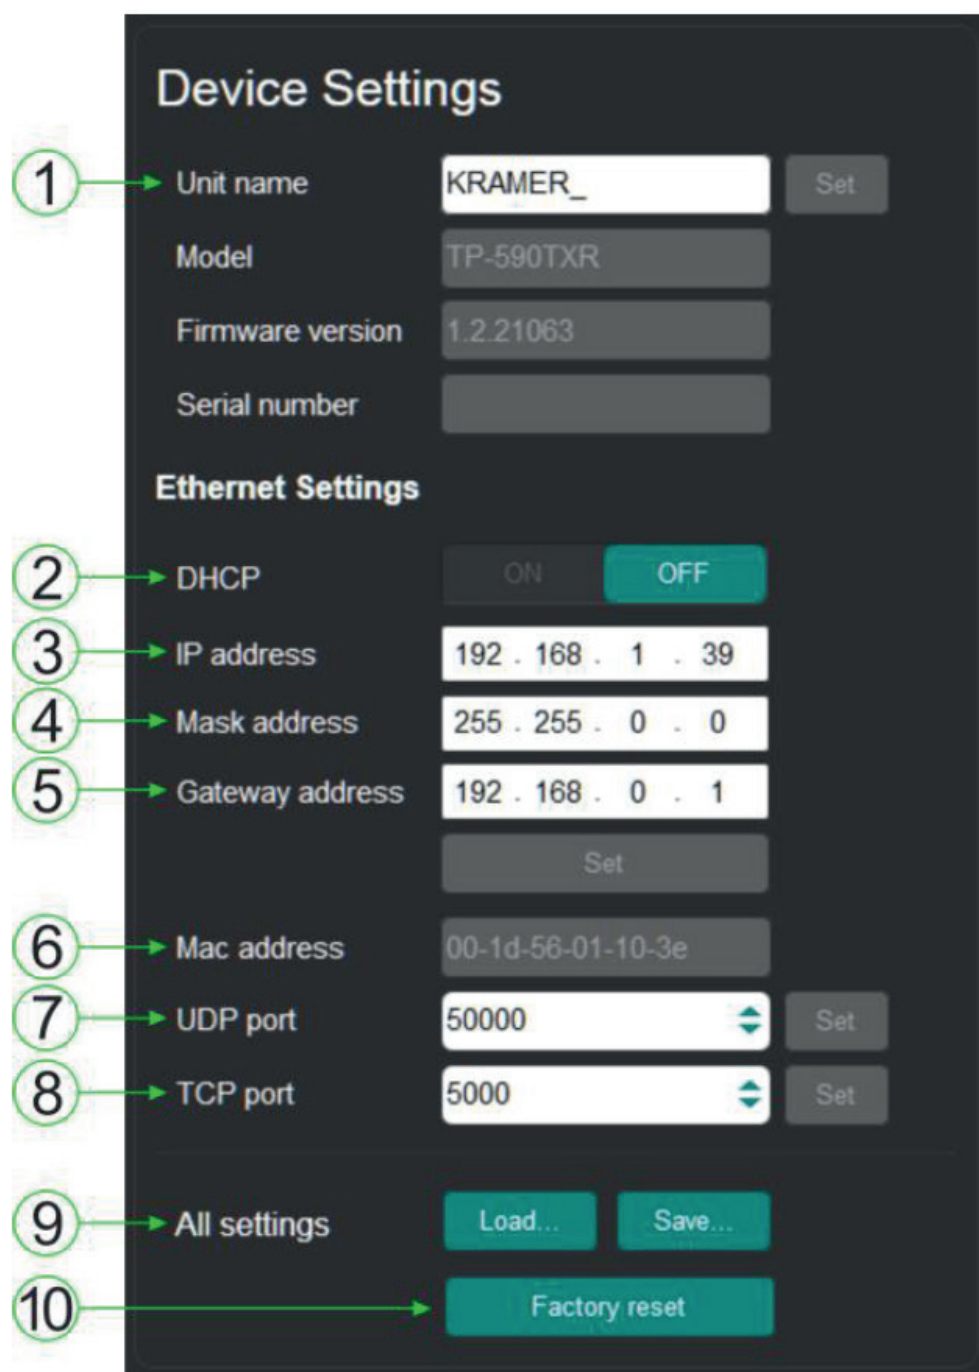 Device Settings
1 Unit name KRAMER_ Set
Model TP-590TXR
Firmware version 1.2.21063
Serial number
Ethernet Settings
2 DHCP ON OFF
3 IP address 192 . 168 . 1 . 39
4 Mask address 255 . 255 . 0 . 0
5 Gateway address 192 . 168 . 0 . 1
Set
6 Mac address 00-1d-56-01-10-3e
7 UDP port 50000 Set
8 TCP port 5000 Set
9 All settings Load... Save...
10 Factory reset